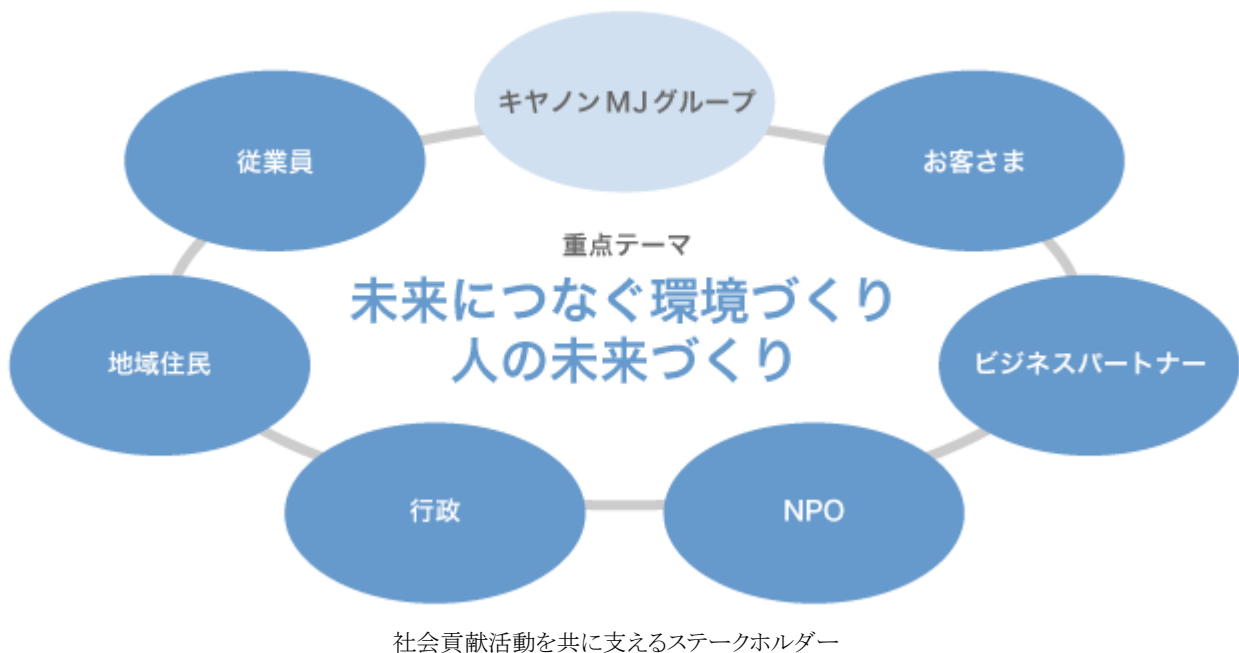 キヤノンMJグループ
従業員
お客さま
重点テーマ
未来につなぐ環境づくり
人の未来づくり
地域住民
ビジネスパートナー
行政
NPO
社会貢献活動を共に支えるステークホルダー